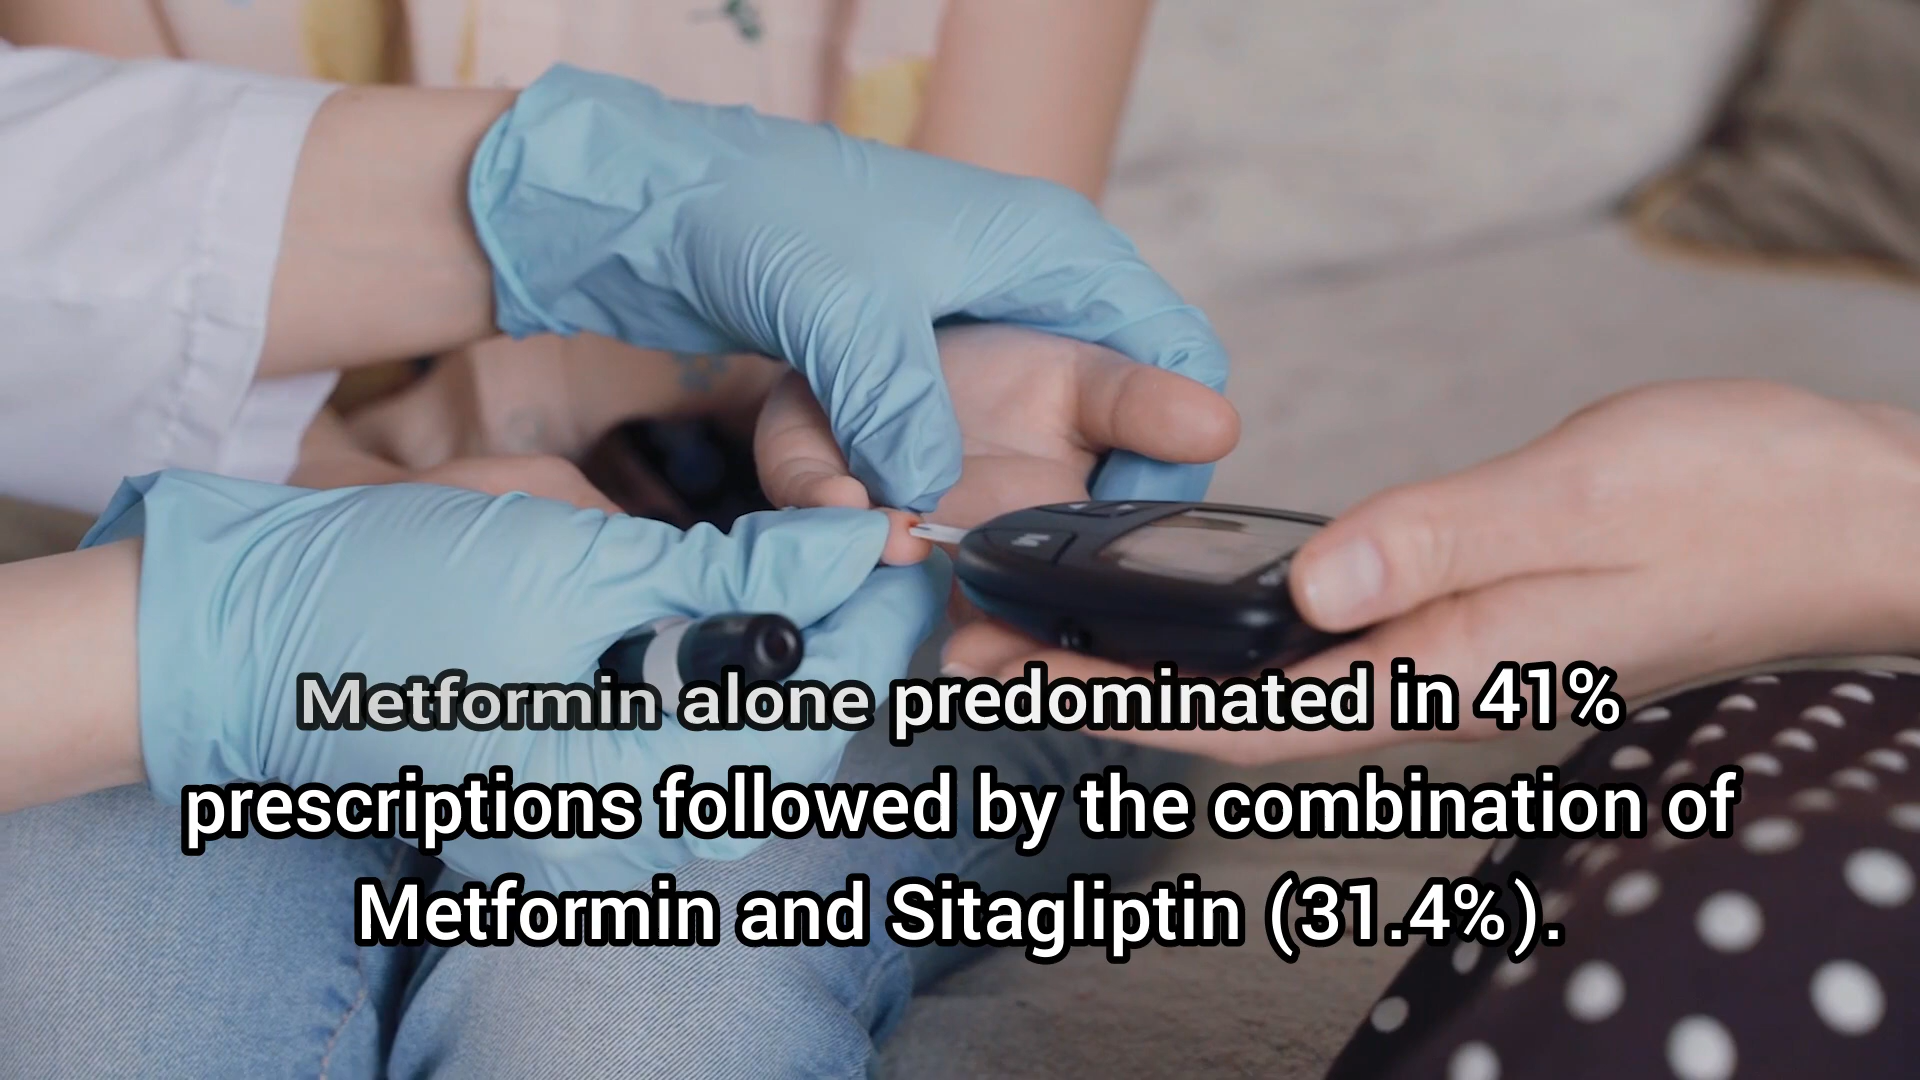 Metformin alone predominated in 41%
prescriptions followed by the combination of
Metformin and Sitagliptin (31.4%).